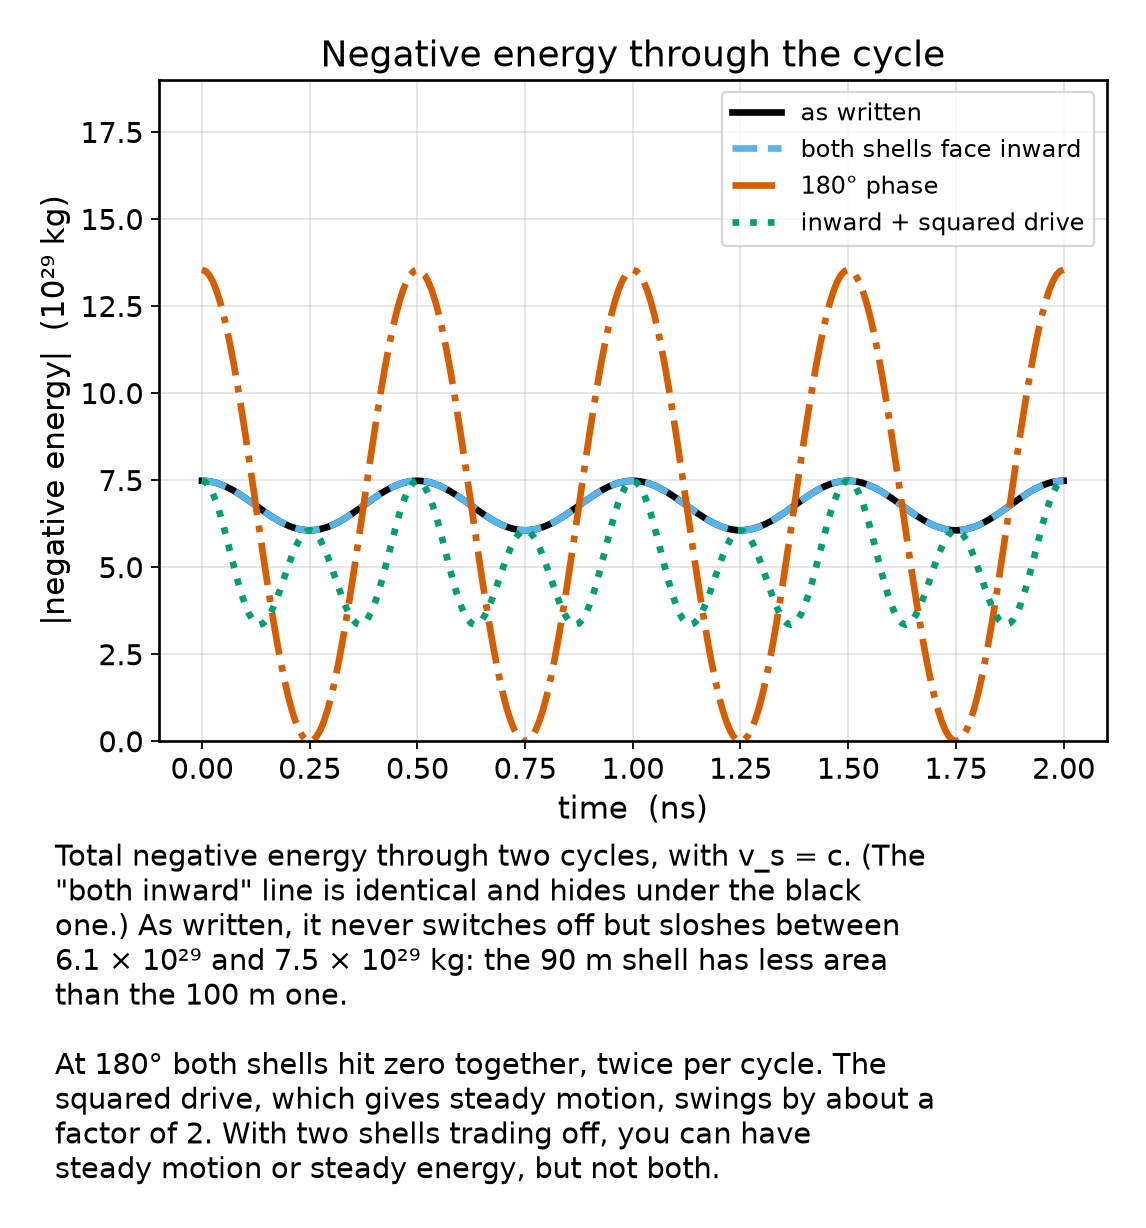 Negative energy through the cycle
as written
both shells face inward
180° phase
inward + squared drive
|negative energy|  (10²⁹ kg)
17.5
15.0
12.5
10.0
7.5
5.0
2.5
0.0
0.00 0.25 0.50 0.75 1.00 1.25 1.50 1.75 2.00
time  (ns)
Total negative energy through two cycles, with v_s = c. (The
"both inward" line is identical and hides under the black
one.) As written, it never switches off but sloshes between
6.1 × 10²⁹ and 7.5 × 10²⁹ kg: the 90 m shell has less area
than the 100 m one.
At 180° both shells hit zero together, twice per cycle. The
squared drive, which gives steady motion, swings by about a
factor of 2. With two shells trading off, you can have
steady motion or steady energy, but not both.